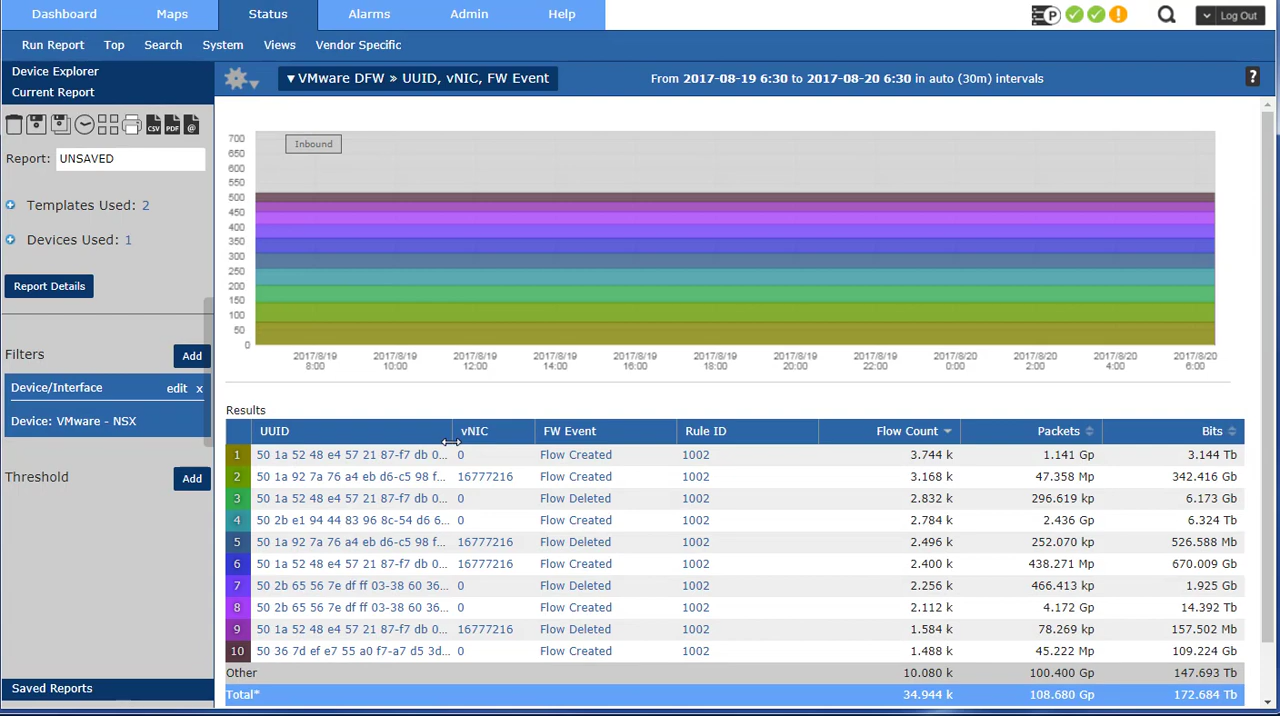 Dashboard Maps Status Alarms Admin Help P ! Log Out
Run Report Top Search System Views Vendor Specific
Device Explorer
Current Report
▾VMware DFW » UUID, vNIC, FW Event
From 2017-08-19 6:30 to 2017-08-20 6:30 in auto (30m) intervals
?
CSV PDF @
Report: UNSAVED
Templates Used: 2
Devices Used: 1
Report Details
Filters Add
Device/Interface edit x
Device: VMware - NSX
Threshold Add
Saved Reports
Inbound
700
650
600
550
500
450
400
350
300
250
200
150
100
50
0
2017/8/19 2017/8/19 2017/8/19 2017/8/19 2017/8/19 2017/8/19 2017/8/19 2017/8/19 2017/8/20 2017/8/20 2017/8/20 2017/8/20
8:00 10:00 12:00 14:00 16:00 18:00 20:00 22:00 0:00 2:00 4:00 6:00
Results
UUID vNIC FW Event Rule ID Flow Count Packets Bits
1 50 1a 52 48 e4 57 21 87-f7 db 0... 0 Flow Created 1002 3.744 k 1.141 Gp 3.144 Tb
2 50 1a 92 7a 76 a4 eb d6-c5 98 f... 16777216 Flow Created 1002 3.168 k 47.358 Mp 342.416 Gb
3 50 1a 52 48 e4 57 21 87-f7 db 0... 0 Flow Deleted 1002 2.832 k 296.619 kp 6.173 Gb
4 50 2b e1 94 44 83 96 8c-54 d6 6... 0 Flow Created 1002 2.784 k 2.436 Gp 6.324 Tb
5 50 1a 92 7a 76 a4 eb d6-c5 98 f... 16777216 Flow Deleted 1002 2.496 k 252.070 kp 526.588 Mb
6 50 1a 52 48 e4 57 21 87-f7 db 0... 16777216 Flow Created 1002 2.400 k 438.271 Mp 670.009 Gb
7 50 2b 65 56 7e df ff 03-38 60 36... 0 Flow Deleted 1002 2.256 k 466.413 kp 1.925 Gb
8 50 2b 65 56 7e df ff 03-38 60 36... 0 Flow Created 1002 2.112 k 4.172 Gp 14.392 Tb
9 50 1a 52 48 e4 57 21 87-f7 db 0... 16777216 Flow Deleted 1002 1.584 k 78.269 kp 157.502 Mb
10 50 36 7d ef e7 55 a0 f7-a7 d5 3d... 0 Flow Created 1002 1.488 k 45.222 Mp 109.224 Gb
Other 10.080 k 100.400 Gp 147.693 Tb
Total* 34.944 k 108.680 Gp 172.684 Tb